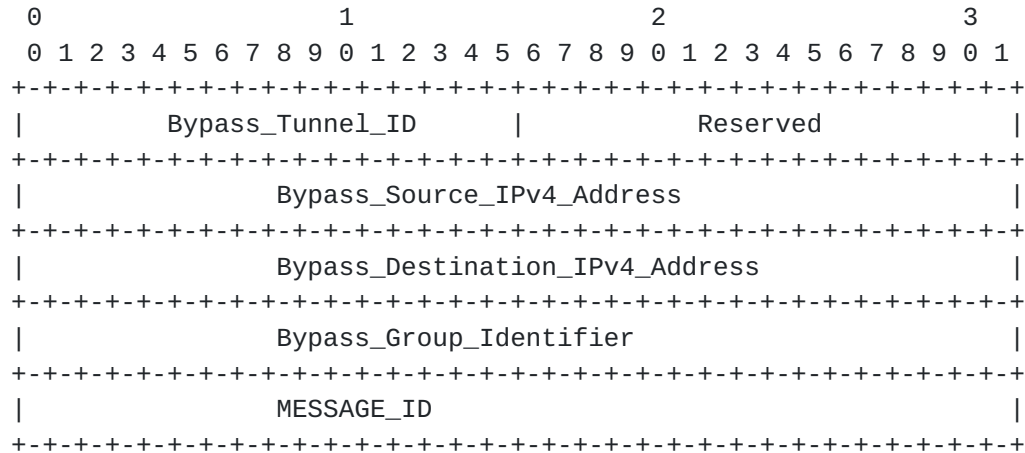 0                   1                   2                   3
 0 1 2 3 4 5 6 7 8 9 0 1 2 3 4 5 6 7 8 9 0 1 2 3 4 5 6 7 8 9 0 1
+-+-+-+-+-+-+-+-+-+-+-+-+-+-+-+-+-+-+-+-+-+-+-+-+-+-+-+-+-+-+-+-+
|         Bypass_Tunnel_ID      |           Reserved            |
+-+-+-+-+-+-+-+-+-+-+-+-+-+-+-+-+-+-+-+-+-+-+-+-+-+-+-+-+-+-+-+-+
|                Bypass_Source_IPv4_Address                     |
+-+-+-+-+-+-+-+-+-+-+-+-+-+-+-+-+-+-+-+-+-+-+-+-+-+-+-+-+-+-+-+-+
|                Bypass_Destination_IPv4_Address                |
+-+-+-+-+-+-+-+-+-+-+-+-+-+-+-+-+-+-+-+-+-+-+-+-+-+-+-+-+-+-+-+-+
|                Bypass_Group_Identifier                        |
+-+-+-+-+-+-+-+-+-+-+-+-+-+-+-+-+-+-+-+-+-+-+-+-+-+-+-+-+-+-+-+-+
|                MESSAGE_ID                                     |
+-+-+-+-+-+-+-+-+-+-+-+-+-+-+-+-+-+-+-+-+-+-+-+-+-+-+-+-+-+-+-+-+